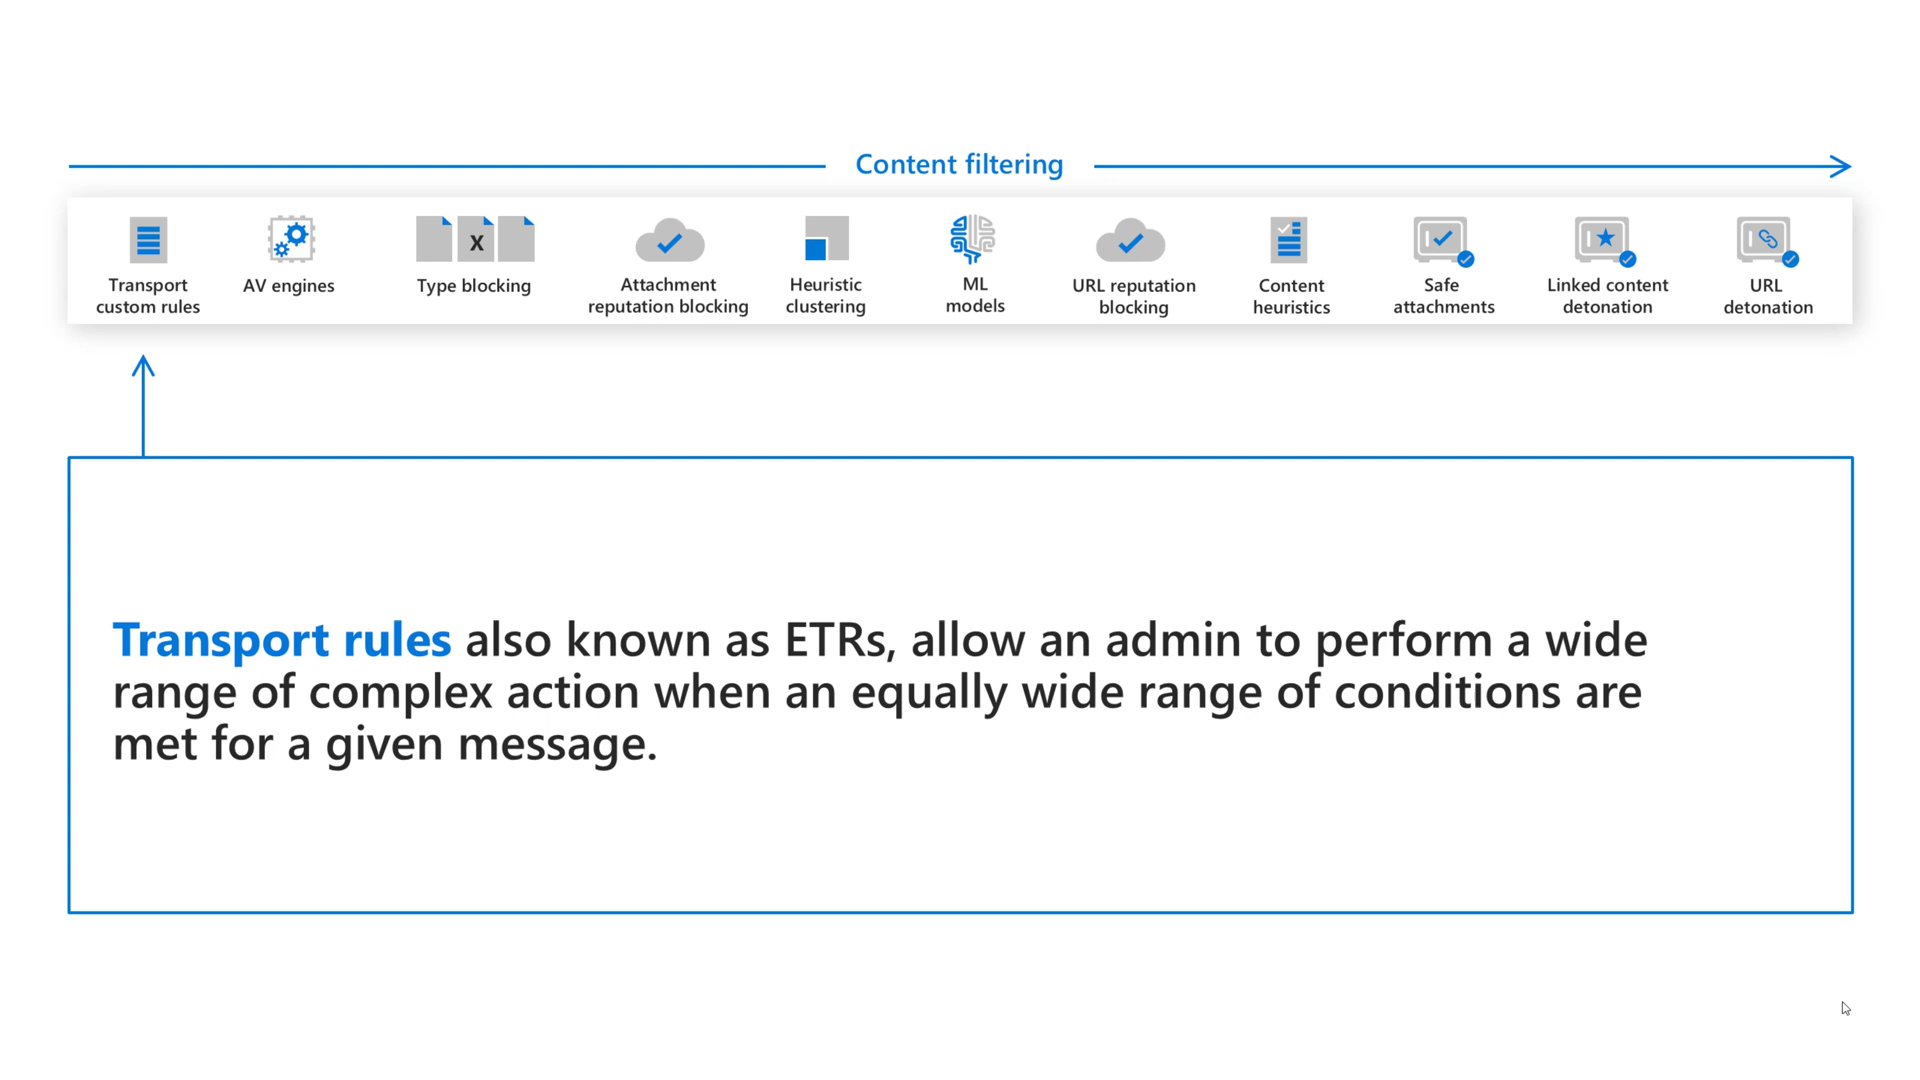 Content filtering
Transport
custom rules
AV engines
X
Type blocking
Attachment
reputation blocking
Heuristic
clustering
ML
models
URL reputation
blocking
Content
heuristics
Safe
attachments
Linked content
detonation
URL
detonation
Transport rules also known as ETRs, allow an admin to perform a wide
range of complex action when an equally wide range of conditions are
met for a given message.